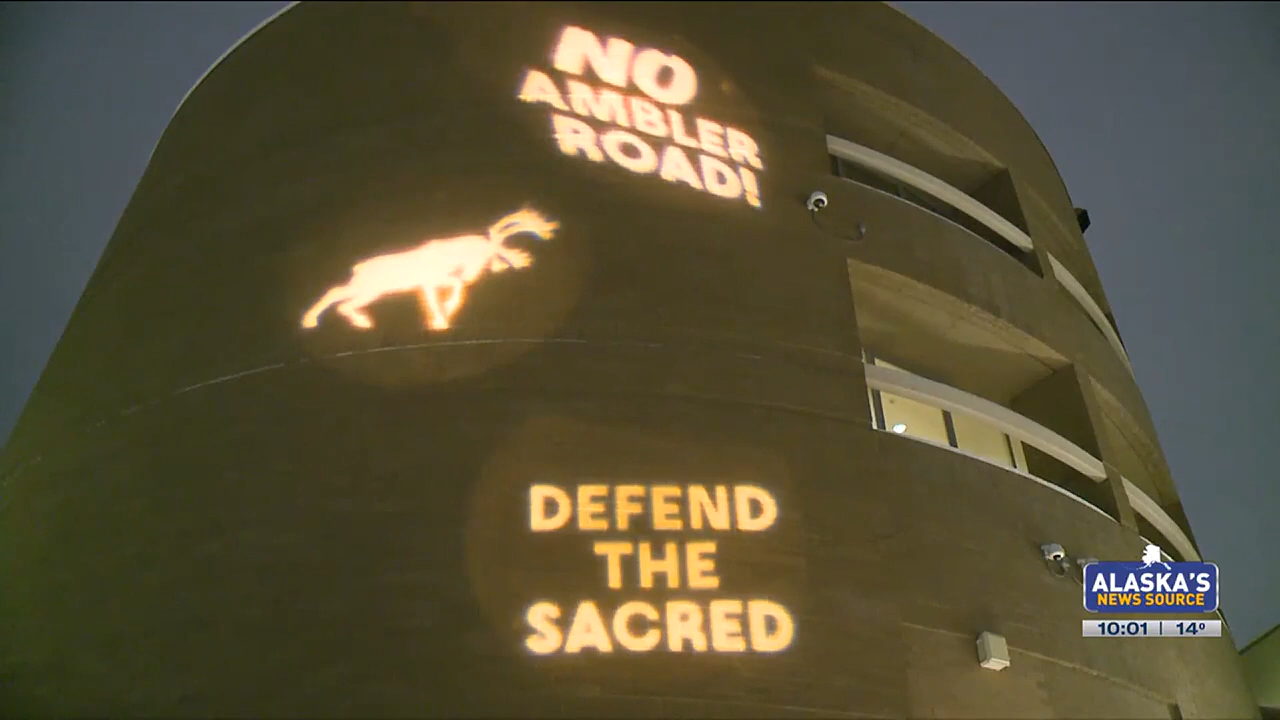 NO
AMBLER
ROAD!
DEFEND
THE
SACRED
ALASKA'S
NEWS SOURCE
10:01 | 14°